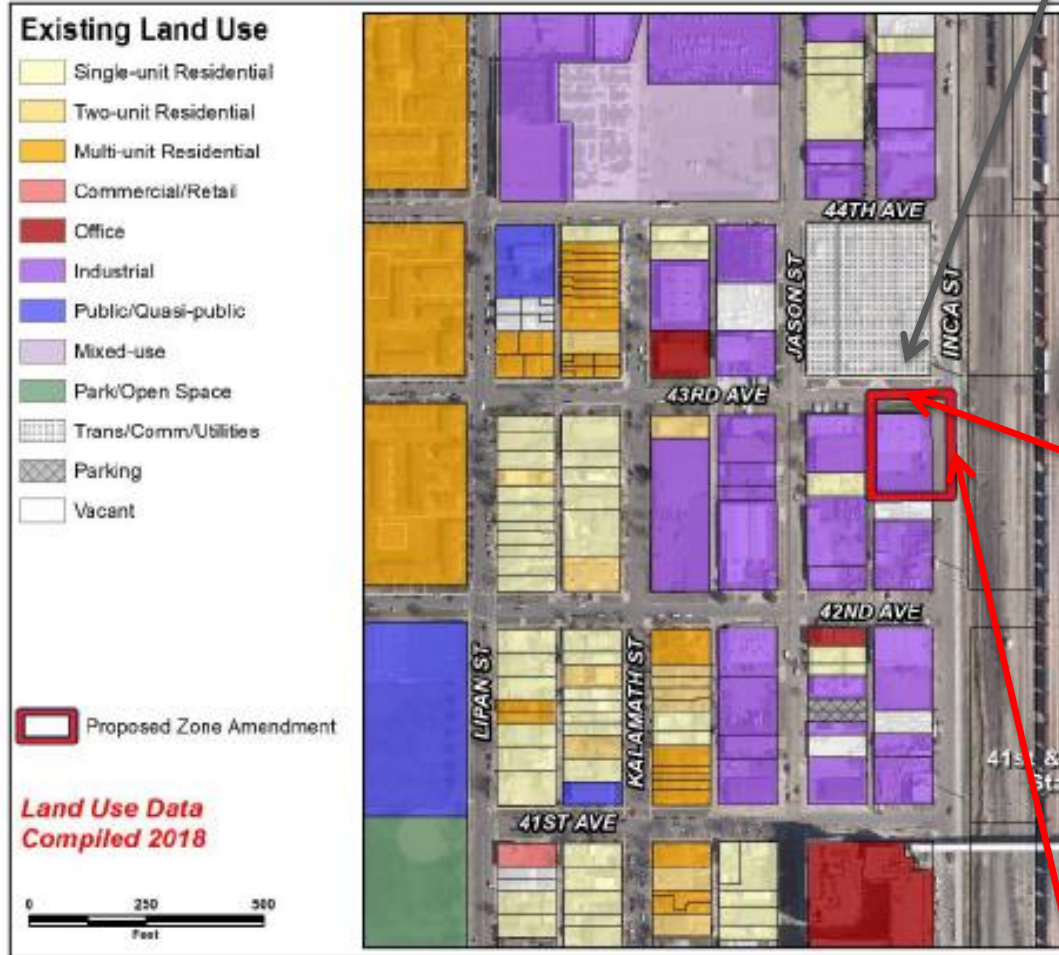 Existing Land Use
Single-unit Residential
Two-unit Residential
Multi-unit Residential
Commercial/Retail
Office
Industrial
Public/Quasi-public
Mixed-use
Park/Open Space
Trans/Comm/Utilities
Parking
Vacant
Proposed Zone Amendment
Land Use Data
Compiled 2018
0 250 500
Feet
44TH AVE
JASON ST
INCA ST
43RD AVE
42ND AVE
LIPAN ST
KALAMATH ST
41st &
Sta
41ST AVE